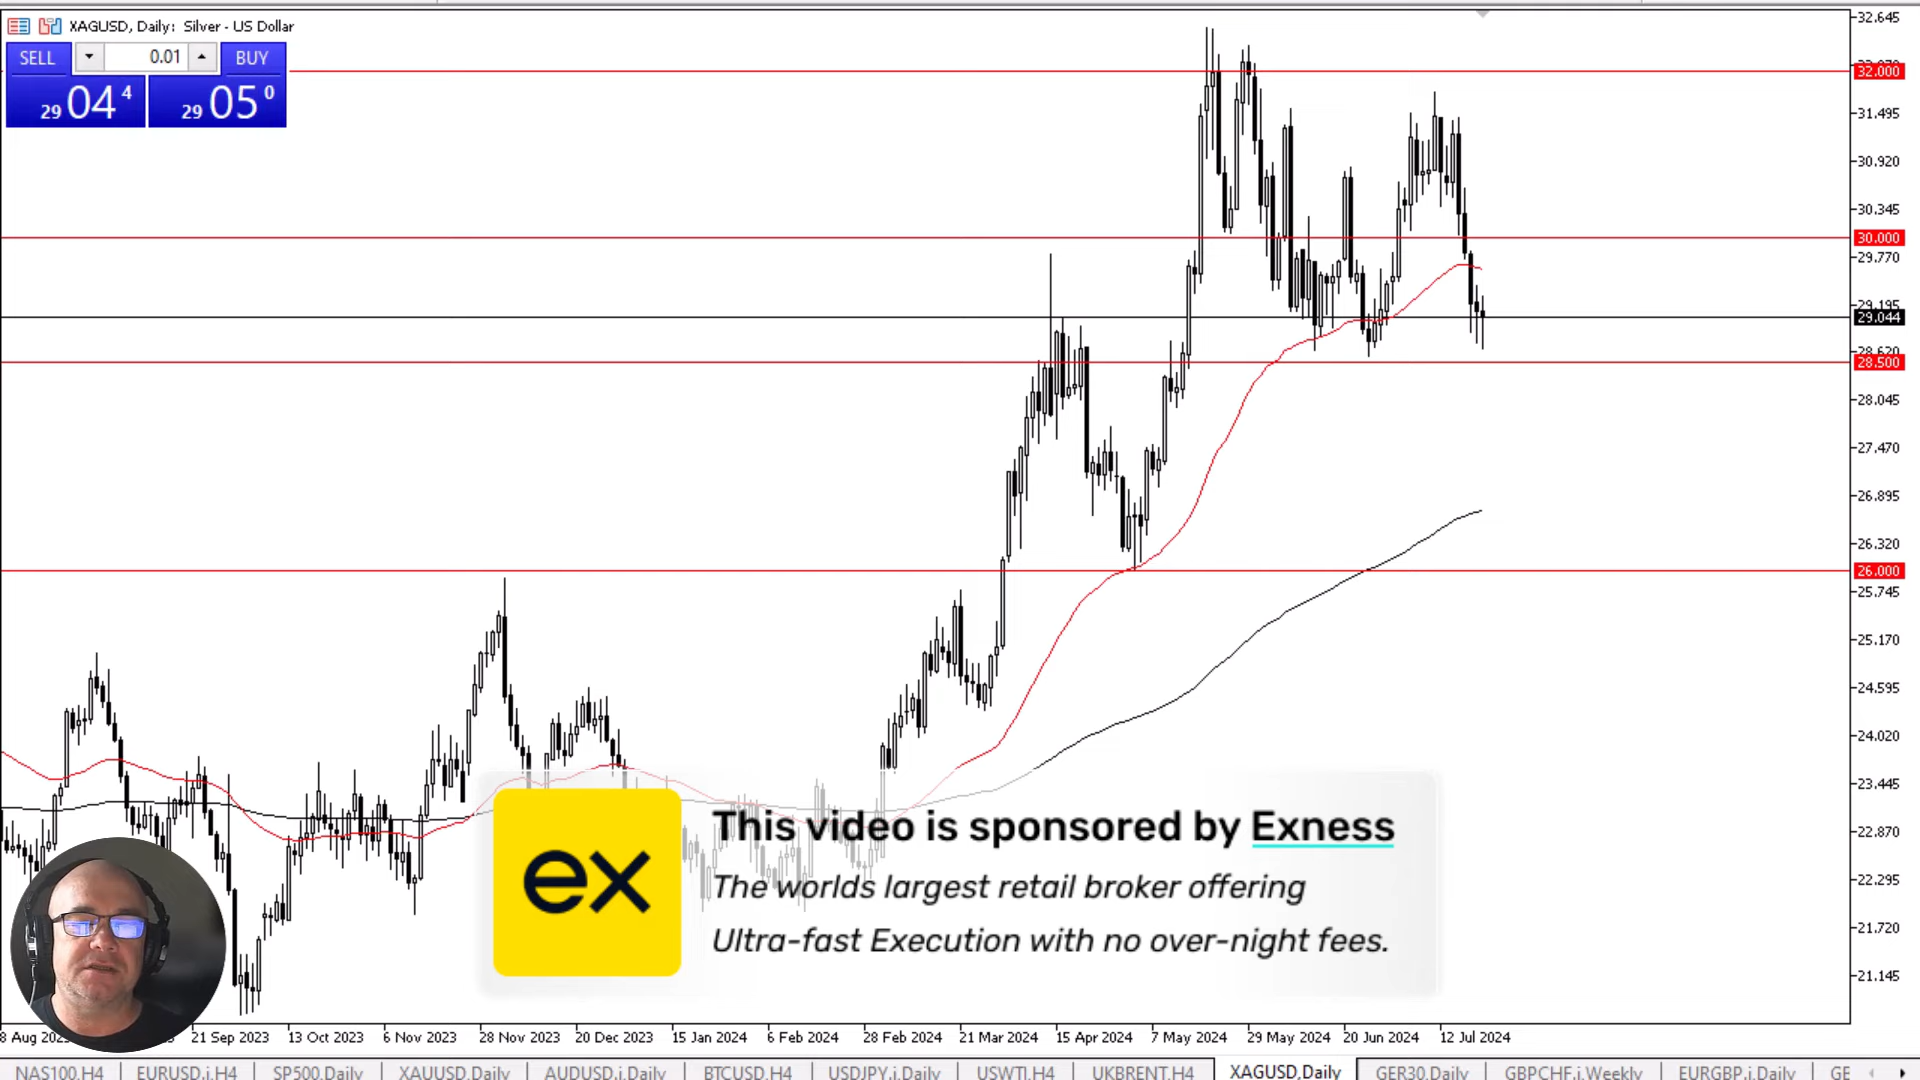 XAGUSD, Daily: Silver - US Dollar
SELL 0.01 BUY
29 04 4 29 05 0
32.645
32.000
31.495
30.920
30.345
30.000
29.770
29.195
29.044
28.620
28.500
28.045
27.470
26.895
26.320
26.000
25.745
25.170
24.595
24.020
23.445
22.870
22.295
21.720
21.145
ex
This video is sponsored by Exness
The worlds largest retail broker offering
Ultra-fast Execution with no over-night fees.
8 Aug 21 Sep 2023 13 Oct 2023 6 Nov 2023 28 Nov 2023 20 Dec 2023 15 Jan 2024 6 Feb 2024 28 Feb 2024 21 Mar 2024 15 Apr 2024 7 May 2024 29 May 2024 20 Jun 2024 12 Jul 2024
NAS100,H4 EURUSD.i,H4 SP500,Daily XAUUSD,Daily AUDUSD.i,Daily BTCUSD,H4 USDJPY.i,Daily USWTI,H4 UKBRENT,H4 XAGUSD,Daily GER30,Daily GBPCHF.i,Weekly EURGBP.i,Daily GE